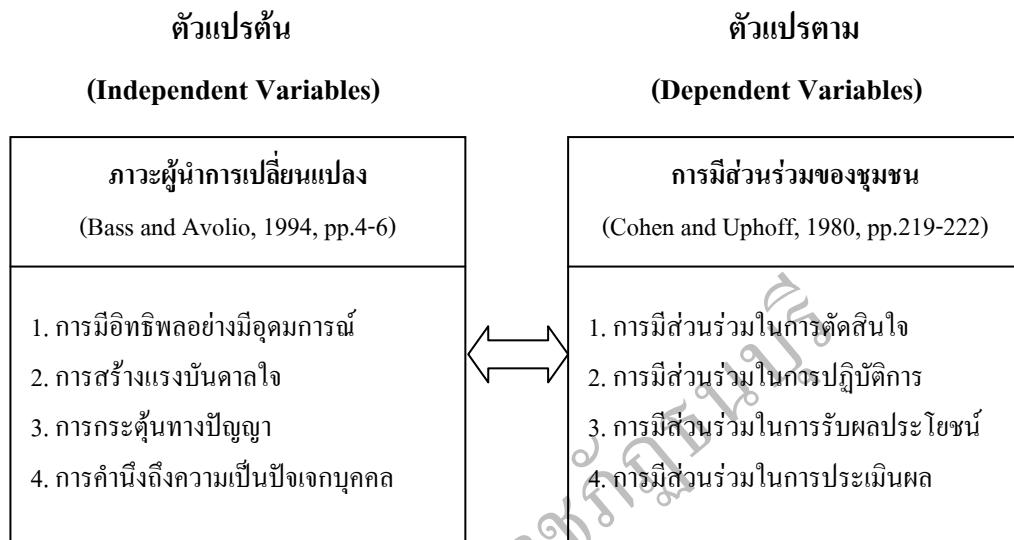 ตัวแปรต้น
(Independent Variables)
ภาวะผู้นำการเปลี่ยนแปลง
(Bass and Avolio, 1994, pp.4-6)
1. การมีอิทธิพลอย่างมีอุดมการณ์
2. การสร้างแรงบันดาลใจ
3. การกระตุ้นทางปัญญา
4. การคำนึงถึงความเป็นปัจเจกบุคคล
ตัวแปรตาม
(Dependent Variables)
การมีส่วนร่วมของชุมชน
(Cohen and Uphoff, 1980, pp.219-222)
1. การมีส่วนร่วมในการตัดสินใจ
2. การมีส่วนร่วมในการปฏิบัติการ
3. การมีส่วนร่วมในการรับผลประโยชน์
4. การมีส่วนร่วมในการประเมินผล